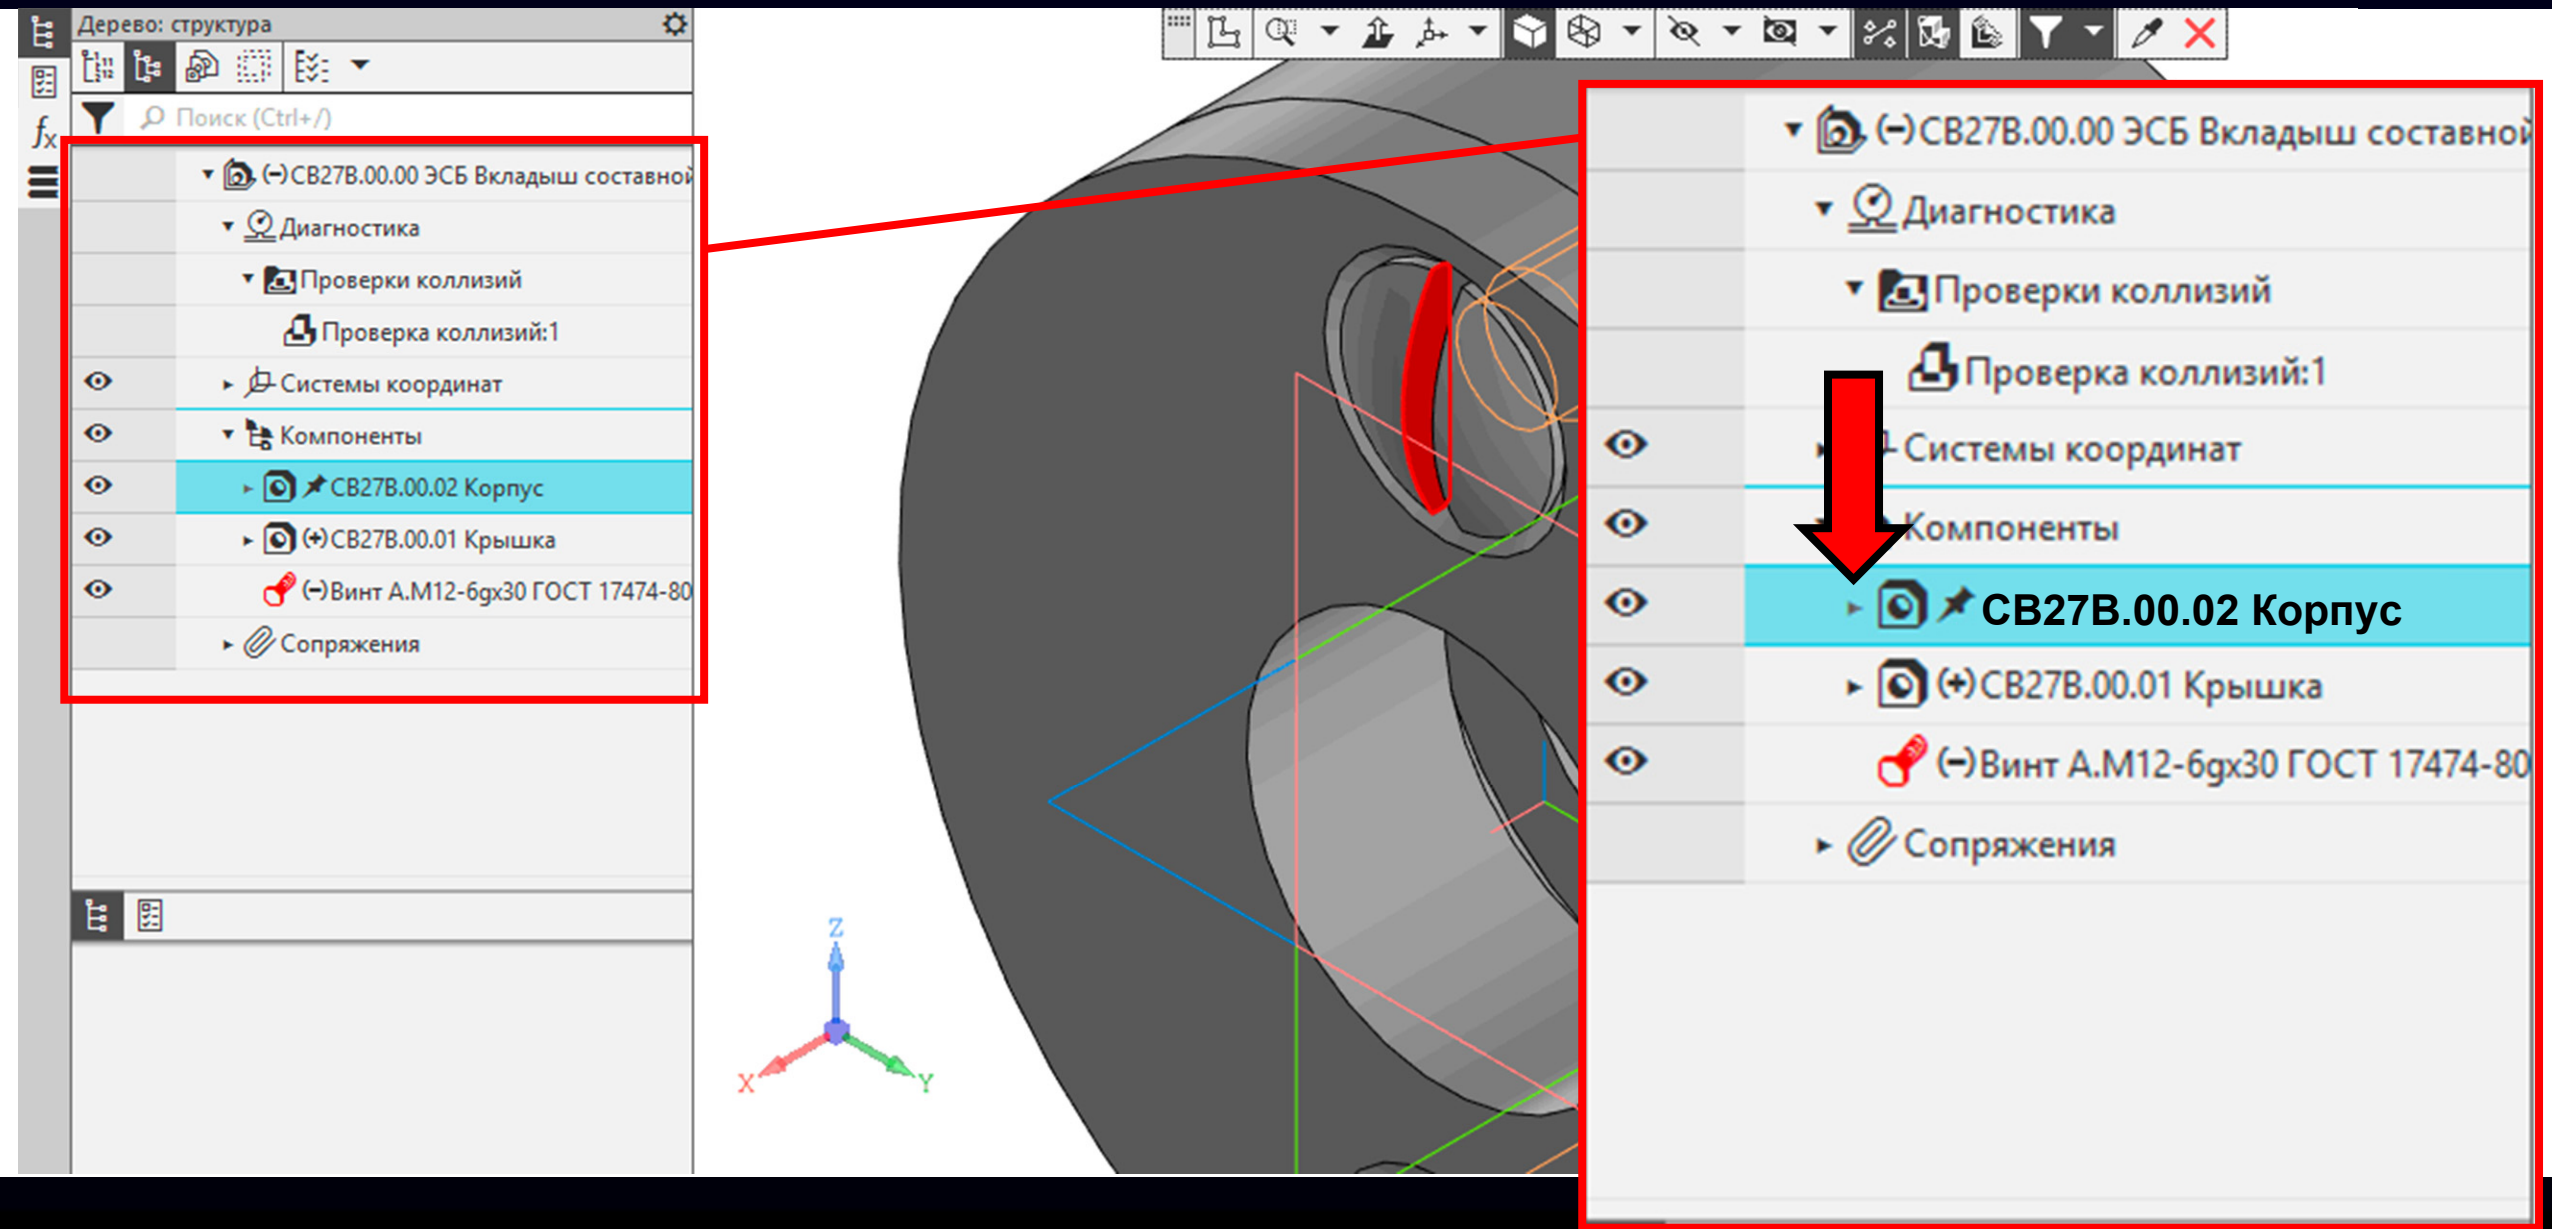 Дерево: структура
Поиск (Ctrl+/)
fx
(-)СВ27В.00.00 ЭСБ Вкладыш составной
Диагностика
Проверки коллизий
Проверка коллизий:1
Системы координат
Компоненты
СВ27В.00.02 Корпус
(+)СВ27В.00.01 Крышка
(-)Винт А.М12-6gx30 ГОСТ 17474-80
Сопряжения
Z
X
Y
(-)СВ27В.00.00 ЭСБ Вкладыш составной
Диагностика
Проверки коллизий
Проверка коллизий:1
Системы координат
Компоненты
СВ27В.00.02 Корпус
(+)СВ27В.00.01 Крышка
(-)Винт А.М12-6gx30 ГОСТ 17474-80
Сопряжения